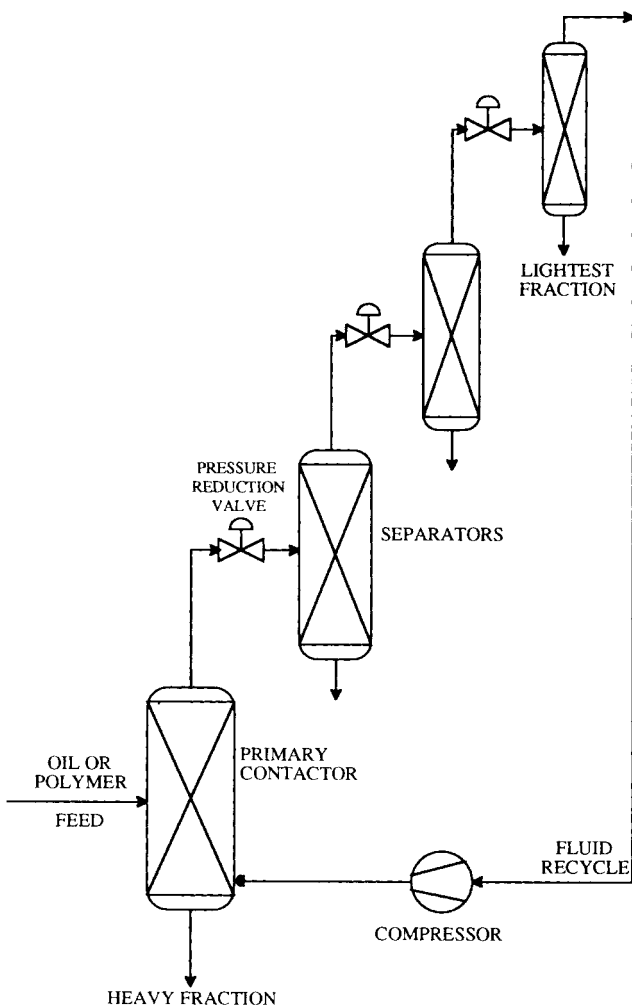 LIGHTEST
FRACTION
PRESSURE
REDUCTION
VALVE
SEPARATORS
OIL OR
POLYMER
FEED
PRIMARY
CONTACTOR
FLUID
RECYCLE
COMPRESSOR
HEAVY FRACTION